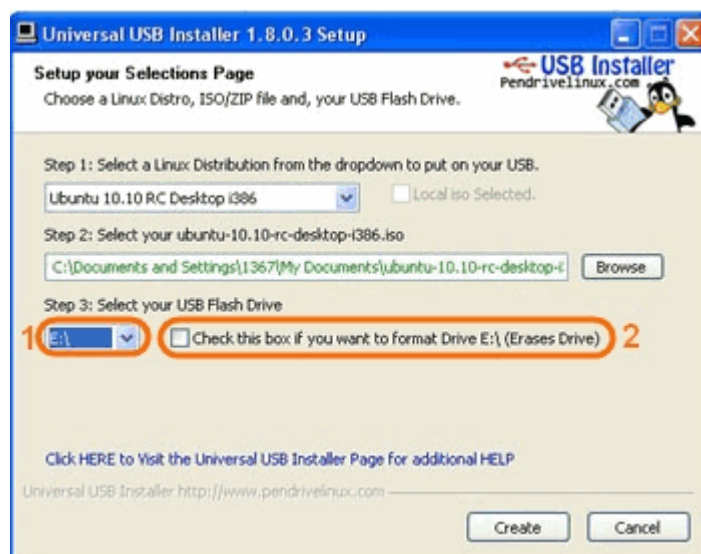 Universal USB Installer 1.8.0.3 Setup
Setup your Selections Page
Choose a Linux Distro, ISO/ZIP file and, your USB Flash Drive.
USB Installer
Pendrivelinux.com
Step 1: Select a Linux Distribution from the dropdown to put on your USB.
Ubuntu 10.10 RC Desktop i386
Local iso Selected.
Step 2: Select your ubuntu-10.10-rc-desktop-i386.iso
C:\Documents and Settings\1367\My Documents\ubuntu-10.10-rc-desktop-i
Browse
Step 3: Select your USB Flash Drive
1
E:\
Check this box if you want to format Drive E:\ (Erases Drive)
2
Click HERE to Visit the Universal USB Installer Page for additional HELP
Universal USB Installer http://www.pendrivelinux.com
Create
Cancel